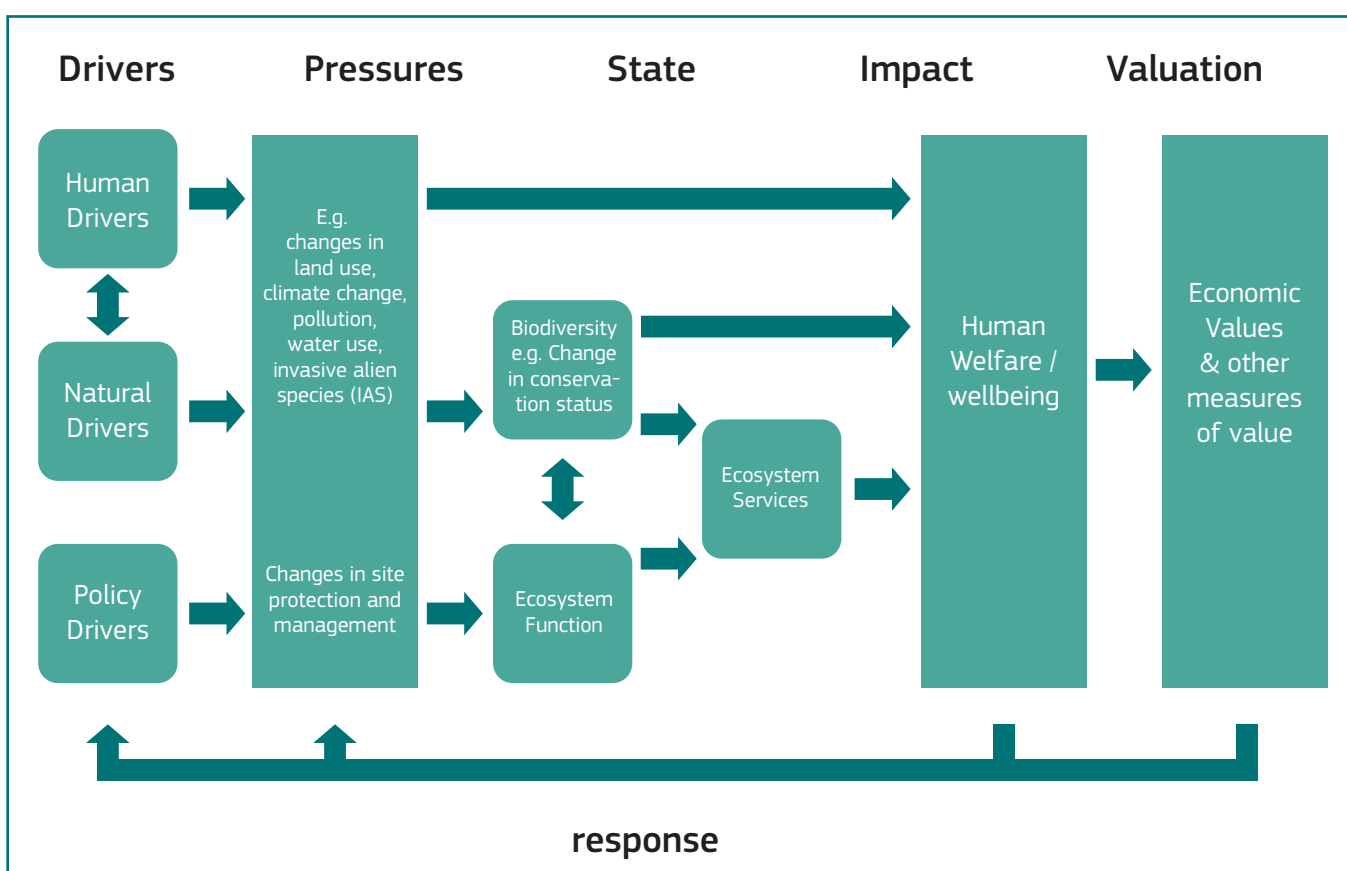 Drivers
Pressures
State
Impact
Valuation
Human
Drivers
Natural
Drivers
Policy
Drivers
E.g.
changes in
land use,
climate change,
pollution,
water use,
invasive alien
species (IAS)
Changes in site
protection and
management
Biodiversity
e.g. Change
in conserva-
tion status
Ecosystem
Function
Ecosystem
Services
Human
Welfare /
wellbeing
Economic
Values
& other
measures
of value
response